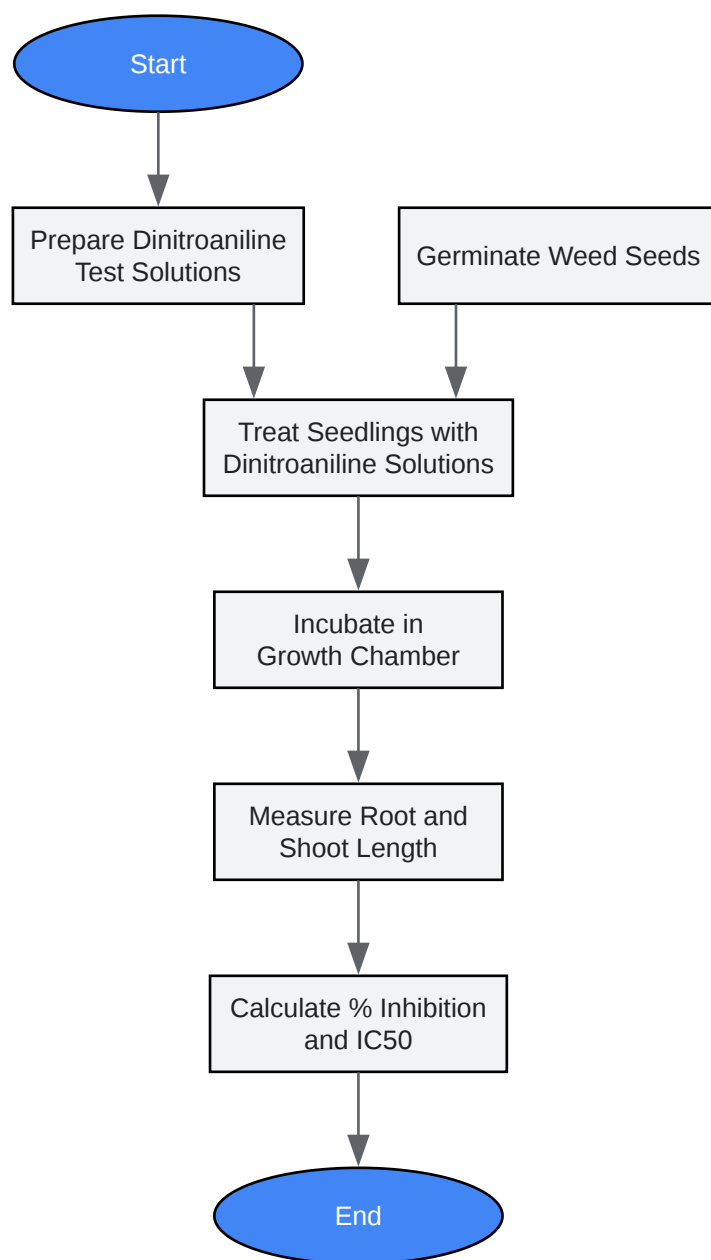 Start
Prepare Dinitroaniline
Test Solutions
Germinate Weed Seeds
Treat Seedlings with
Dinitroaniline Solutions
Incubate in
Growth Chamber
Measure Root and
Shoot Length
Calculate % Inhibition
and IC50
End